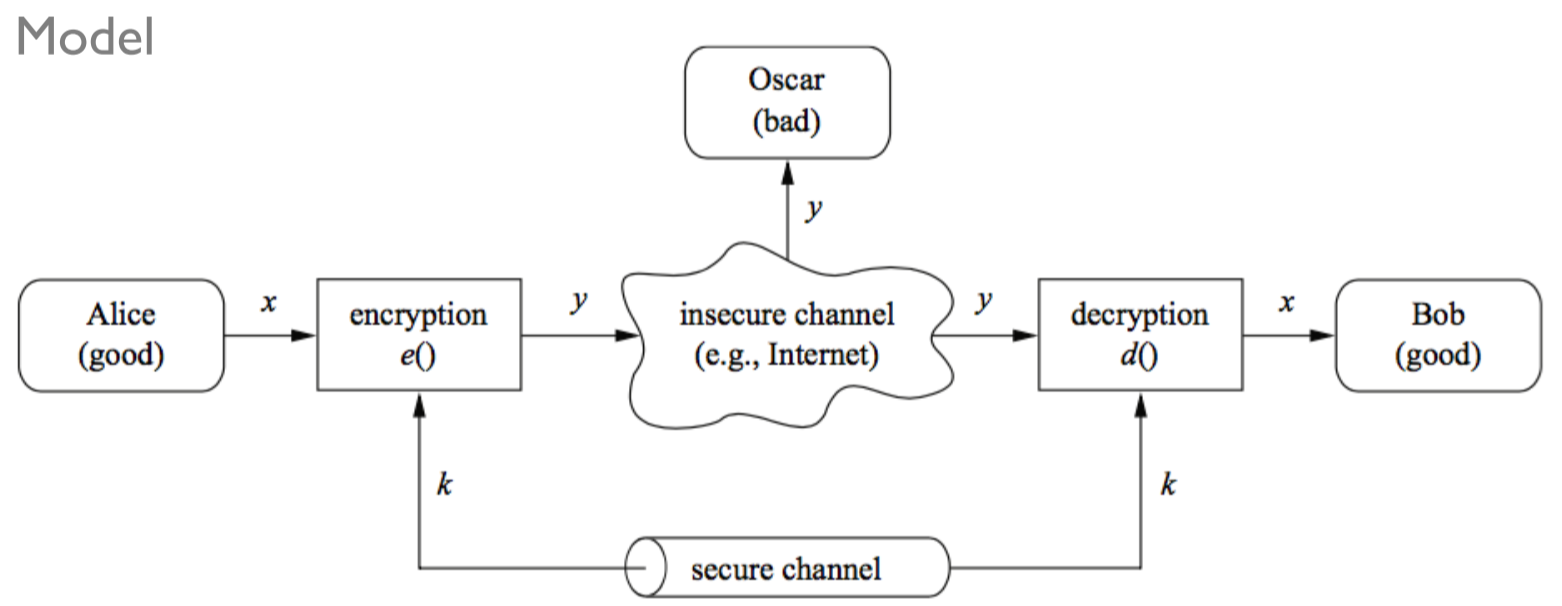 Model
Oscar
(bad)
y
Alice
(good)
x
encryption
e()
y
insecure channel
(e.g., Internet)
y
decryption
d()
x
Bob
(good)
k
k
secure channel